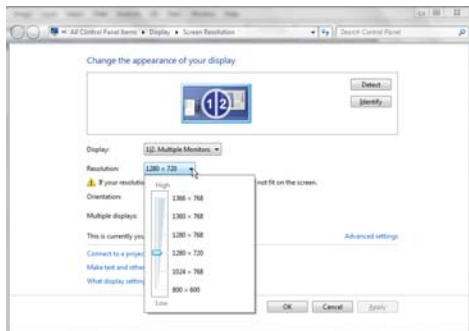 All Control Panel Items ▸ Display ▸ Screen Resolution
Search Control Panel
Change the appearance of your display
1|2
Detect
Identify
Display:
1|2. Multiple Monitors
Resolution:
1280 × 720
If your resolutio
not fit on the screen.
High
Orientation:
1366 × 768
Multiple displays:
1360 × 768
1280 × 768
This is currently you
Advanced settings
1280 × 720
Connect to a projec
Make text and other
1024 × 768
What display setting
800 × 600
Low
OK
Cancel
Apply